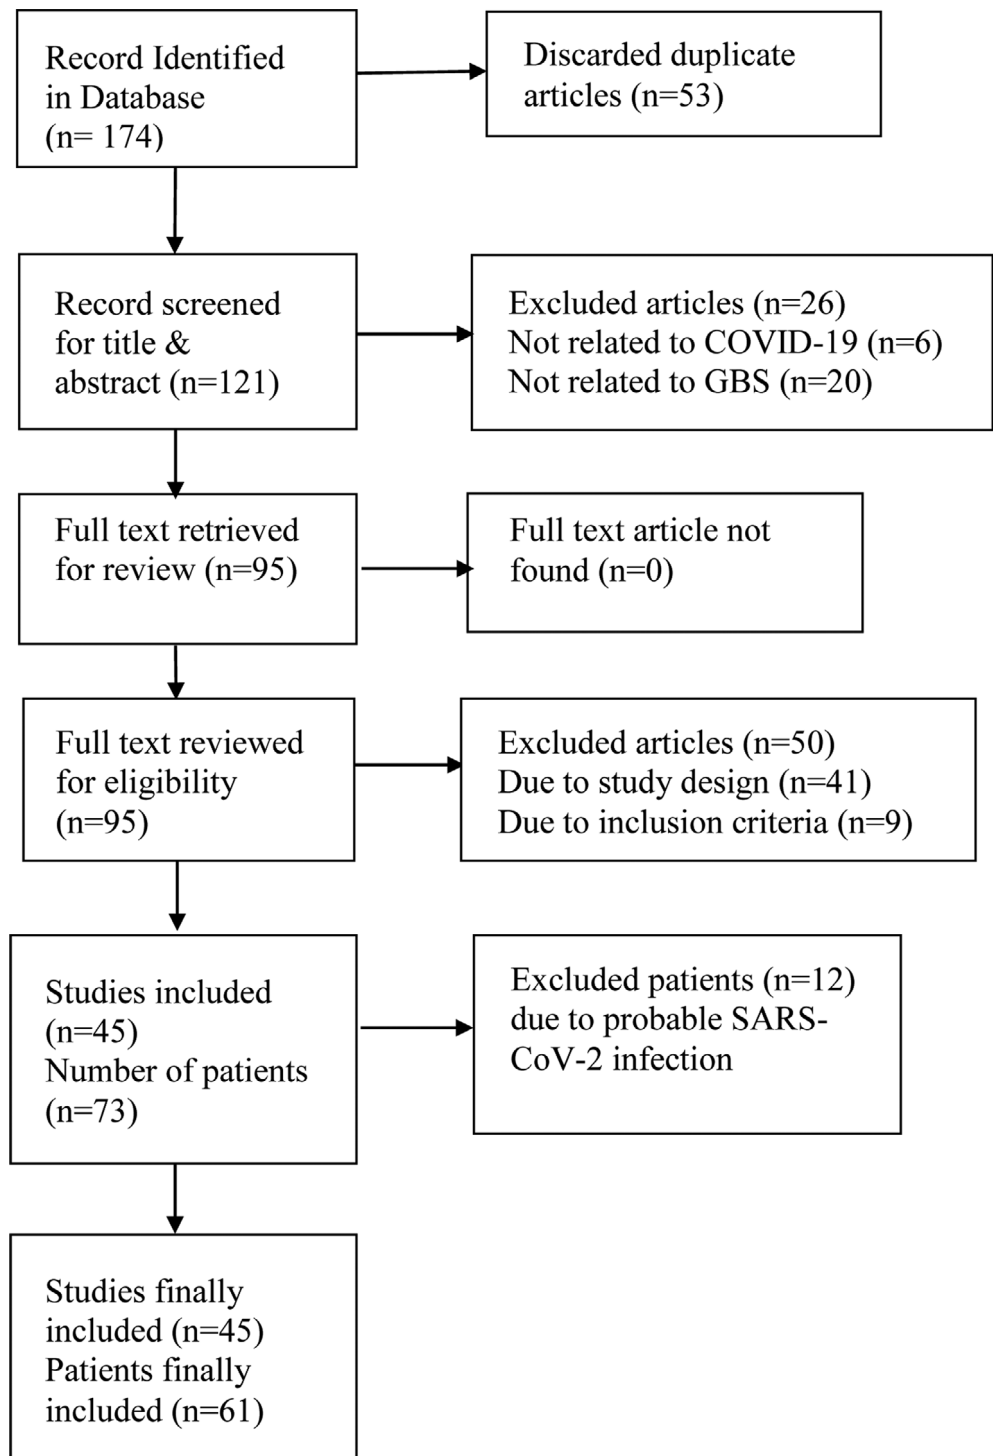 Record Identified
in Database
(n= 174)
Discarded duplicate
articles (n=53)
Record screened
for title &
abstract (n=121)
Excluded articles (n=26)
Not related to COVID-19 (n=6)
Not related to GBS (n=20)
Full text retrieved
for review (n=95)
Full text article not
found (n=0)
Full text reviewed
for eligibility
(n=95)
Excluded articles (n=50)
Due to study design (n=41)
Due to inclusion criteria (n=9)
Studies included
(n=45)
Number of patients
(n=73)
Excluded patients (n=12)
due to probable SARS-
CoV-2 infection
Studies finally
included (n=45)
Patients finally
included (n=61)